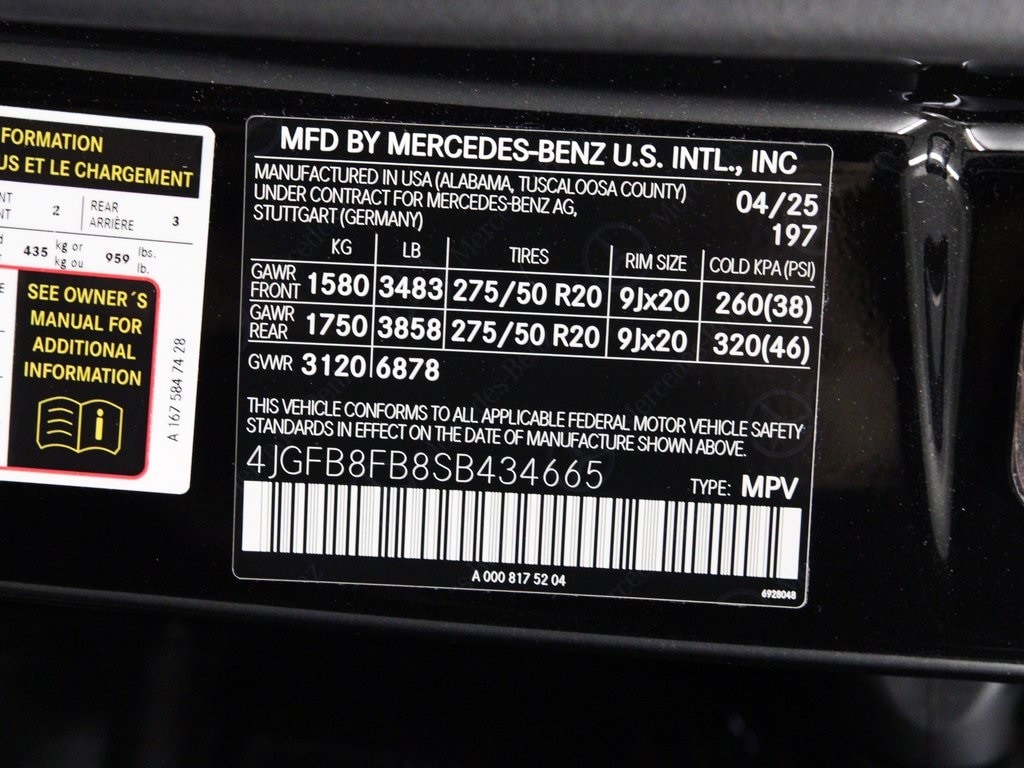 FORMATION
US ET LE CHARGEMENT
NT
NT
2
REAR
ARRIÈRE
3
435
kg or
kg ou
959
lbs.
lb.
SEE OWNER´S
MANUAL FOR
ADDITIONAL
INFORMATION
A 167 584 74 28
MFD BY MERCEDES-BENZ U.S. INTL., INC
MANUFACTURED IN USA (ALABAMA, TUSCALOOSA COUNTY)
UNDER CONTRACT FOR MERCEDES-BENZ AG,
STUTTGART (GERMANY)
04/25
197
KG LB TIRES RIM SIZE COLD KPA (PSI)
GAWR FRONT 1580 3483 275/50 R20 9Jx20 260(38)
GAWR REAR 1750 3858 275/50 R20 9Jx20 320(46)
GVWR 3120 6878
THIS VEHICLE CONFORMS TO ALL APPLICABLE FEDERAL MOTOR VEHICLE SAFETY
STANDARDS IN EFFECT ON THE DATE OF MANUFACTURE SHOWN ABOVE.
4JGFB8FB8SB434665
TYPE: MPV
A 000 817 52 04
6928048